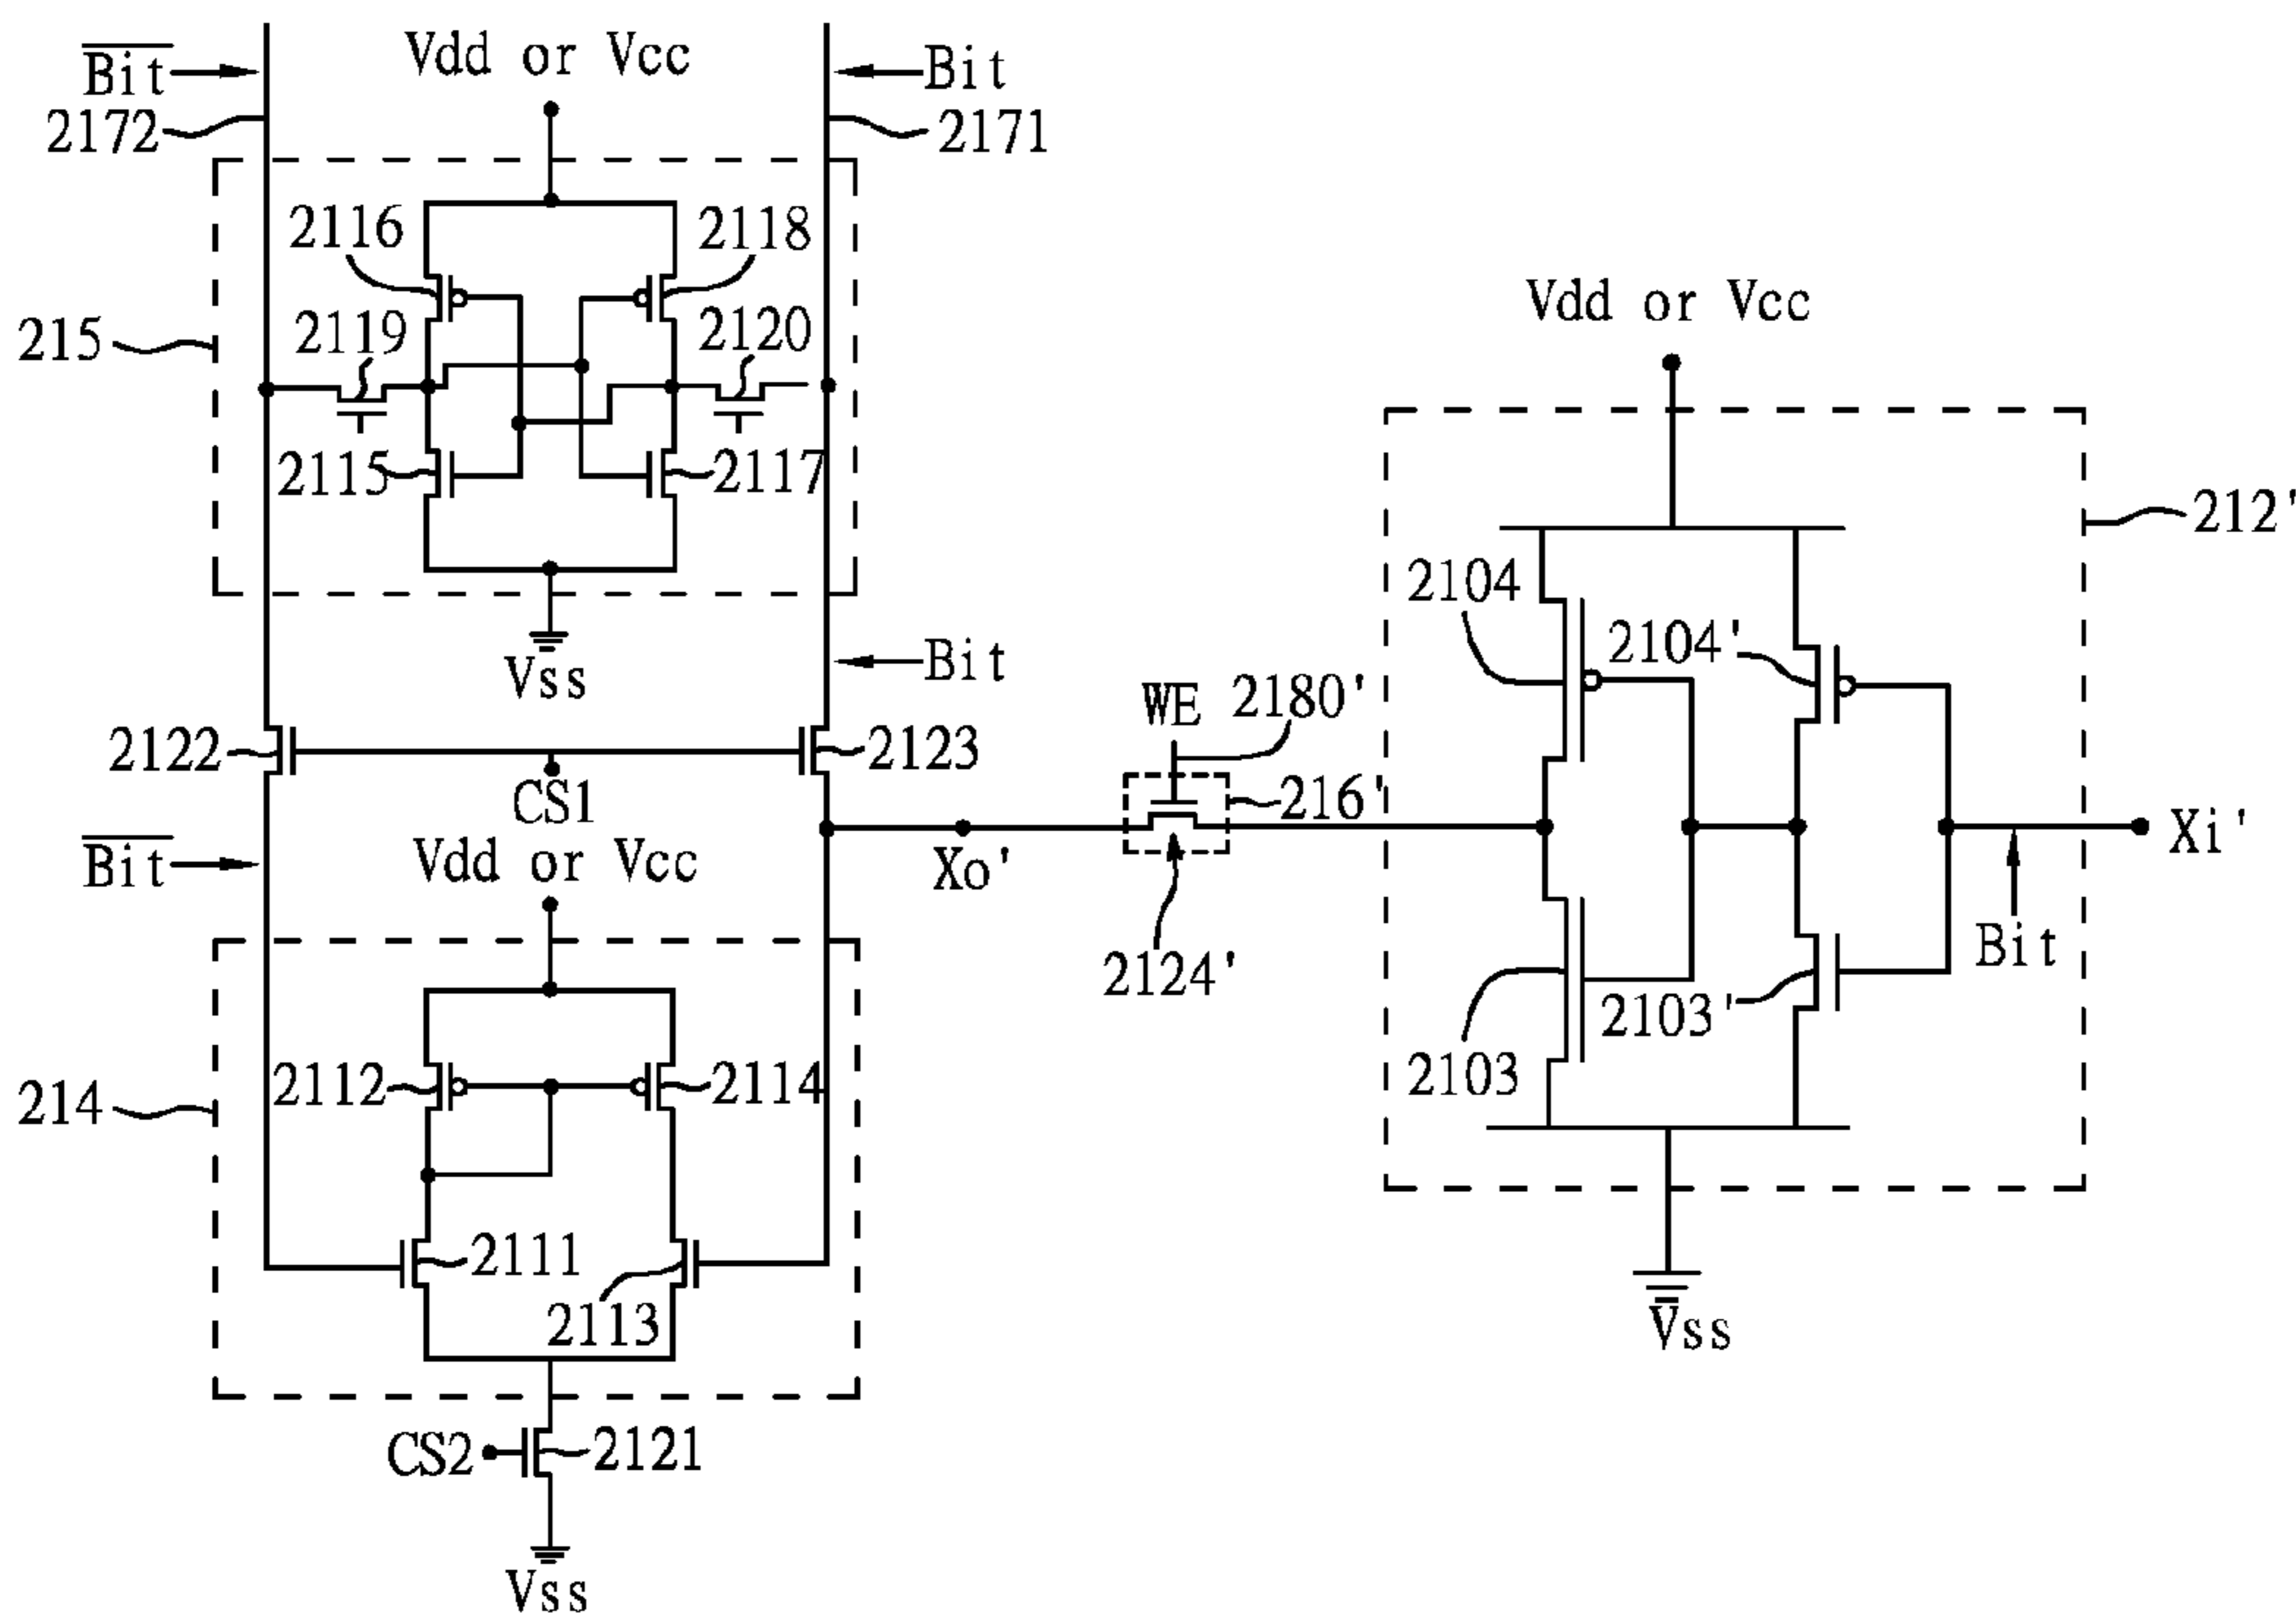 Bit
Vdd or Vcc
Bit
2172
2171
2116
2118
2119
2120
215
2115
2117
Vss
Bit
2122
CS1
2123
Bit
Vdd or Vcc
Xo'
WE
2180'
216'
2124'
Vdd or Vcc
212'
2104
2104'
Xi'
Bit
2103'
2103
Vss
214
2112
2114
2111
2113
CS2
2121
Vss